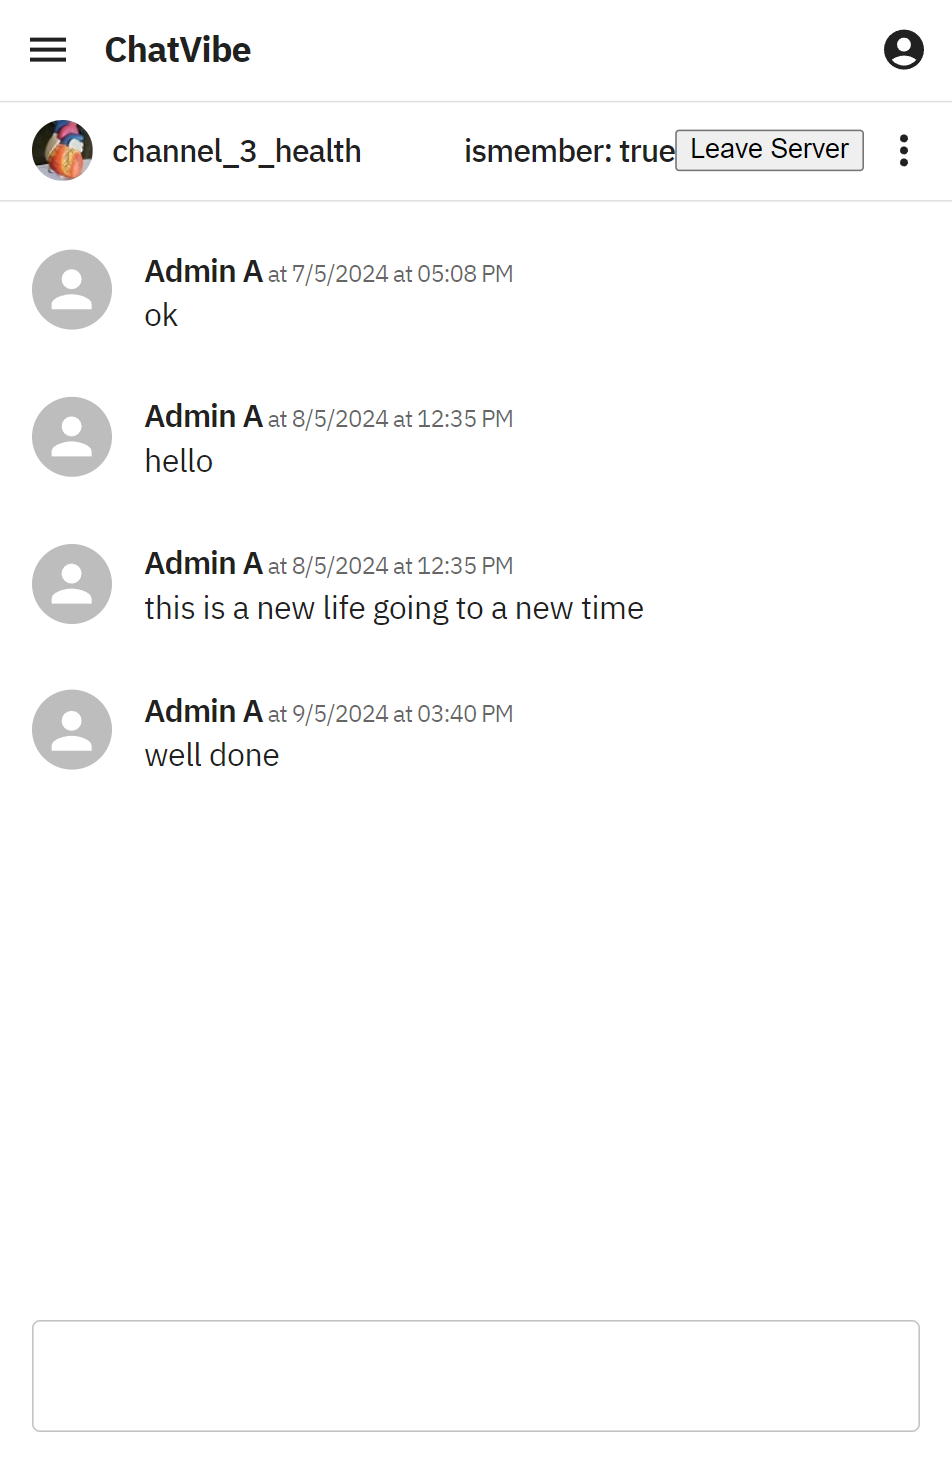 ChatVibe
channel_3_health ismember: true Leave Server
Admin A at 7/5/2024 at 05:08 PM
ok
Admin A at 8/5/2024 at 12:35 PM
hello
Admin A at 8/5/2024 at 12:35 PM
this is a new life going to a new time
Admin A at 9/5/2024 at 03:40 PM
well done